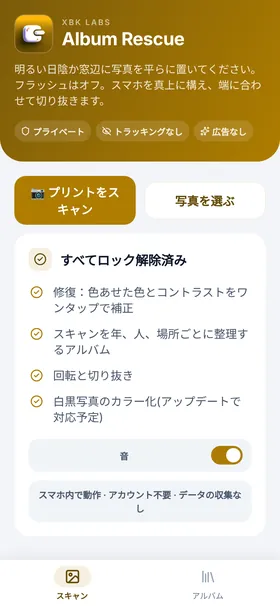 XBK LABS
Album Rescue
明るい日陰か窓辺に写真を平らに置いてください。
フラッシュはオフ。スマホを真上に構え、端に合わ
せて切り抜きます。
プライベート
トラッキングなし
広告なし
📷 プリントをス
キャン
写真を選ぶ
すべてロック解除済み
修復：色あせた色とコントラストをワ
ンタップで補正
スキャンを年、人、場所ごとに整理す
るアルバム
回転と切り抜き
白黒写真のカラー化(アップデートで
対応予定)
音
スマホ内で動作 · アカウント不要 · データの収集な
し
スキャン
アルバム